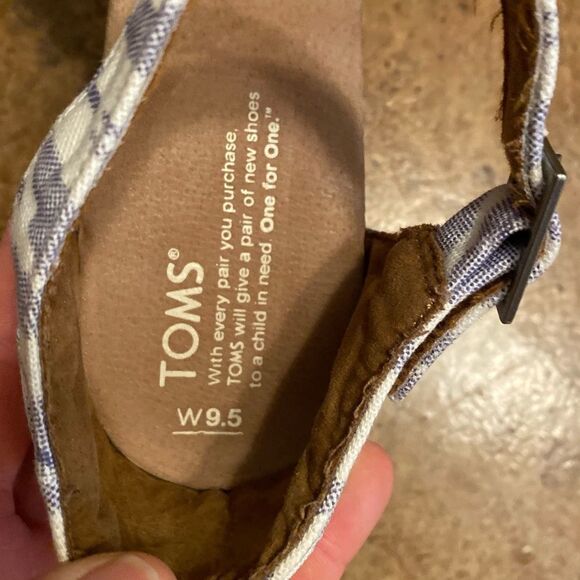 TOMS®
With every pair you purchase,
TOMS will give a pair of new shoes
to a child in need. One for One.™
W9.5